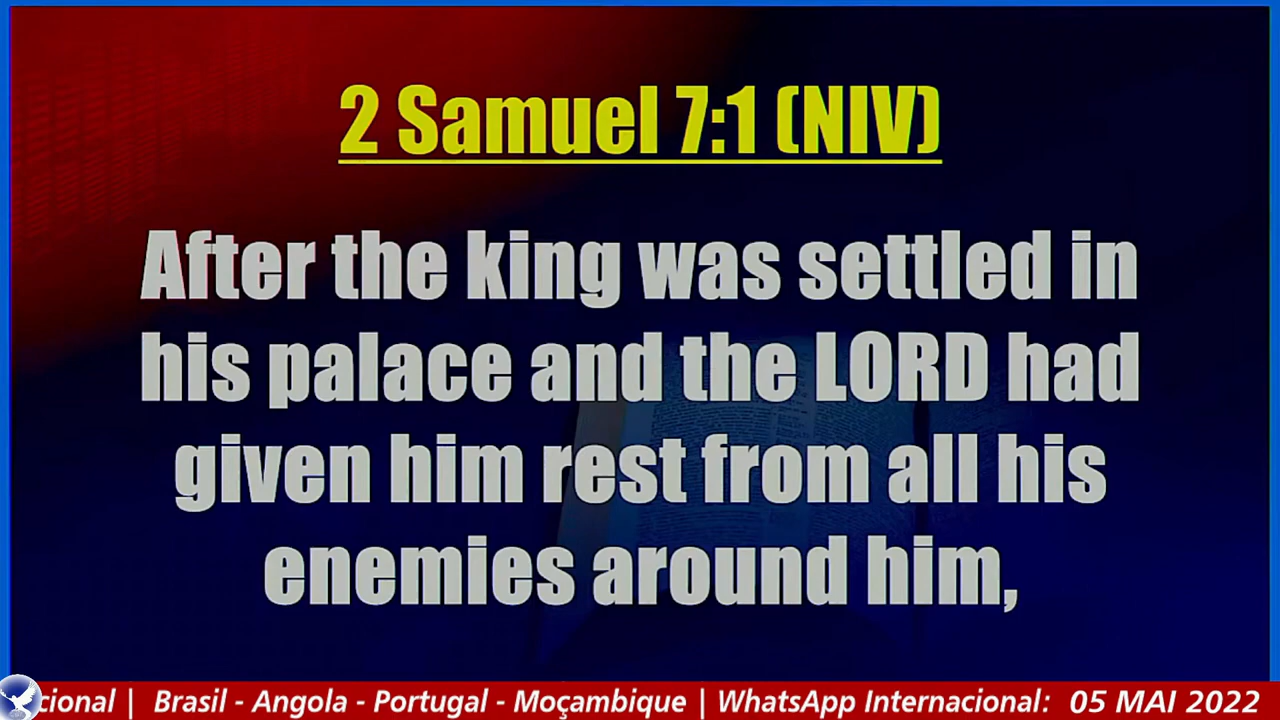 2 Samuel 7:1 (NIV)
After the king was settled in
his palace and the LORD had
given him rest from all his
enemies around him,
cional | Brasil - Angola - Portugal - Moçambique | WhatsApp Internacional: 05 MAI 2022